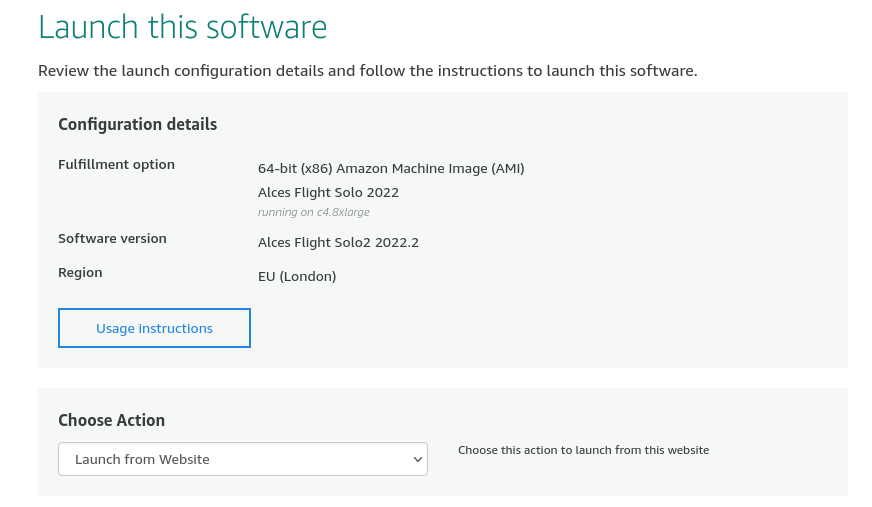 Launch this software
Review the launch configuration details and follow the instructions to launch this software.
Configuration details
Fulfillment option
64-bit (x86) Amazon Machine Image (AMI)
Alces Flight Solo 2022
running on c4.8xlarge
Software version
Alces Flight Solo2 2022.2
Region
EU (London)
Usage instructions
Choose Action
Launch from Website
Choose this action to launch from this website